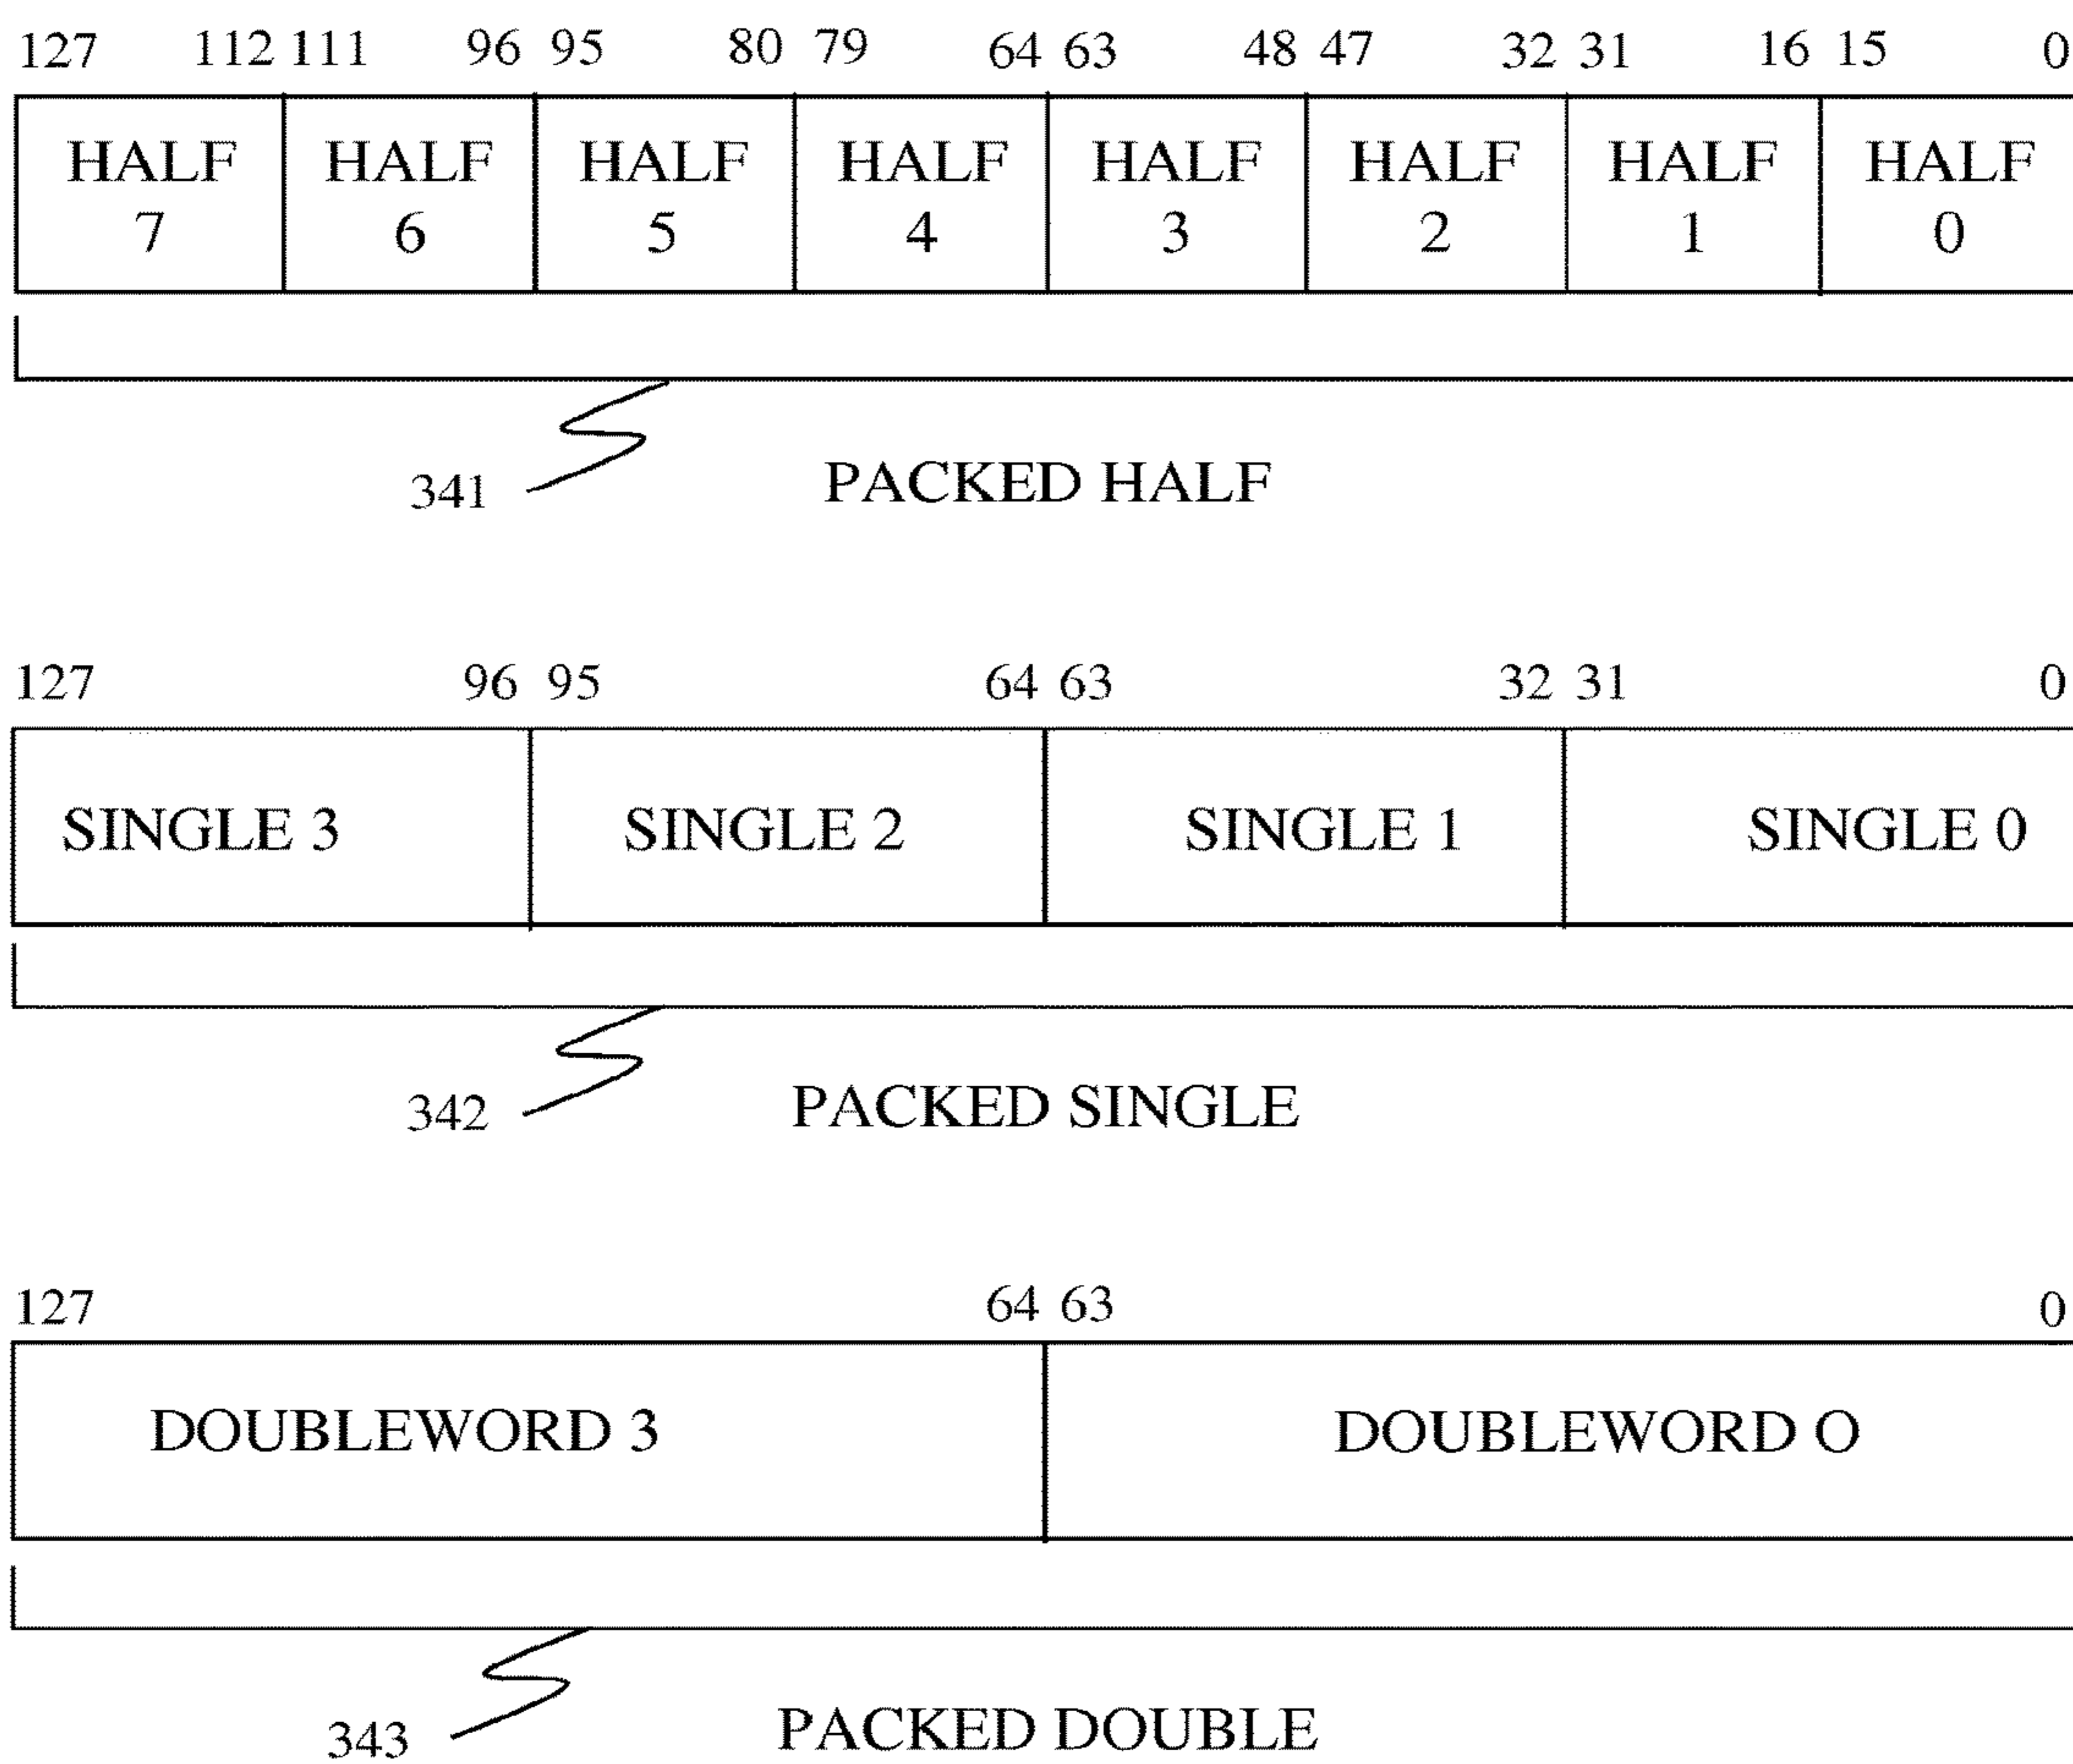 127 112 111 96 95 80 79 64 63 48 47 32 31 16 15 0
HALF HALF HALF HALF HALF HALF HALF HALF
7 6 5 4 3 2 1 0
341 PACKED HALF
127 96 95 64 63 32 31 0
SINGLE 3 SINGLE 2 SINGLE 1 SINGLE 0
342 PACKED SINGLE
127 64 63 0
DOUBLEWORD 3 DOUBLEWORD O
343 PACKED DOUBLE